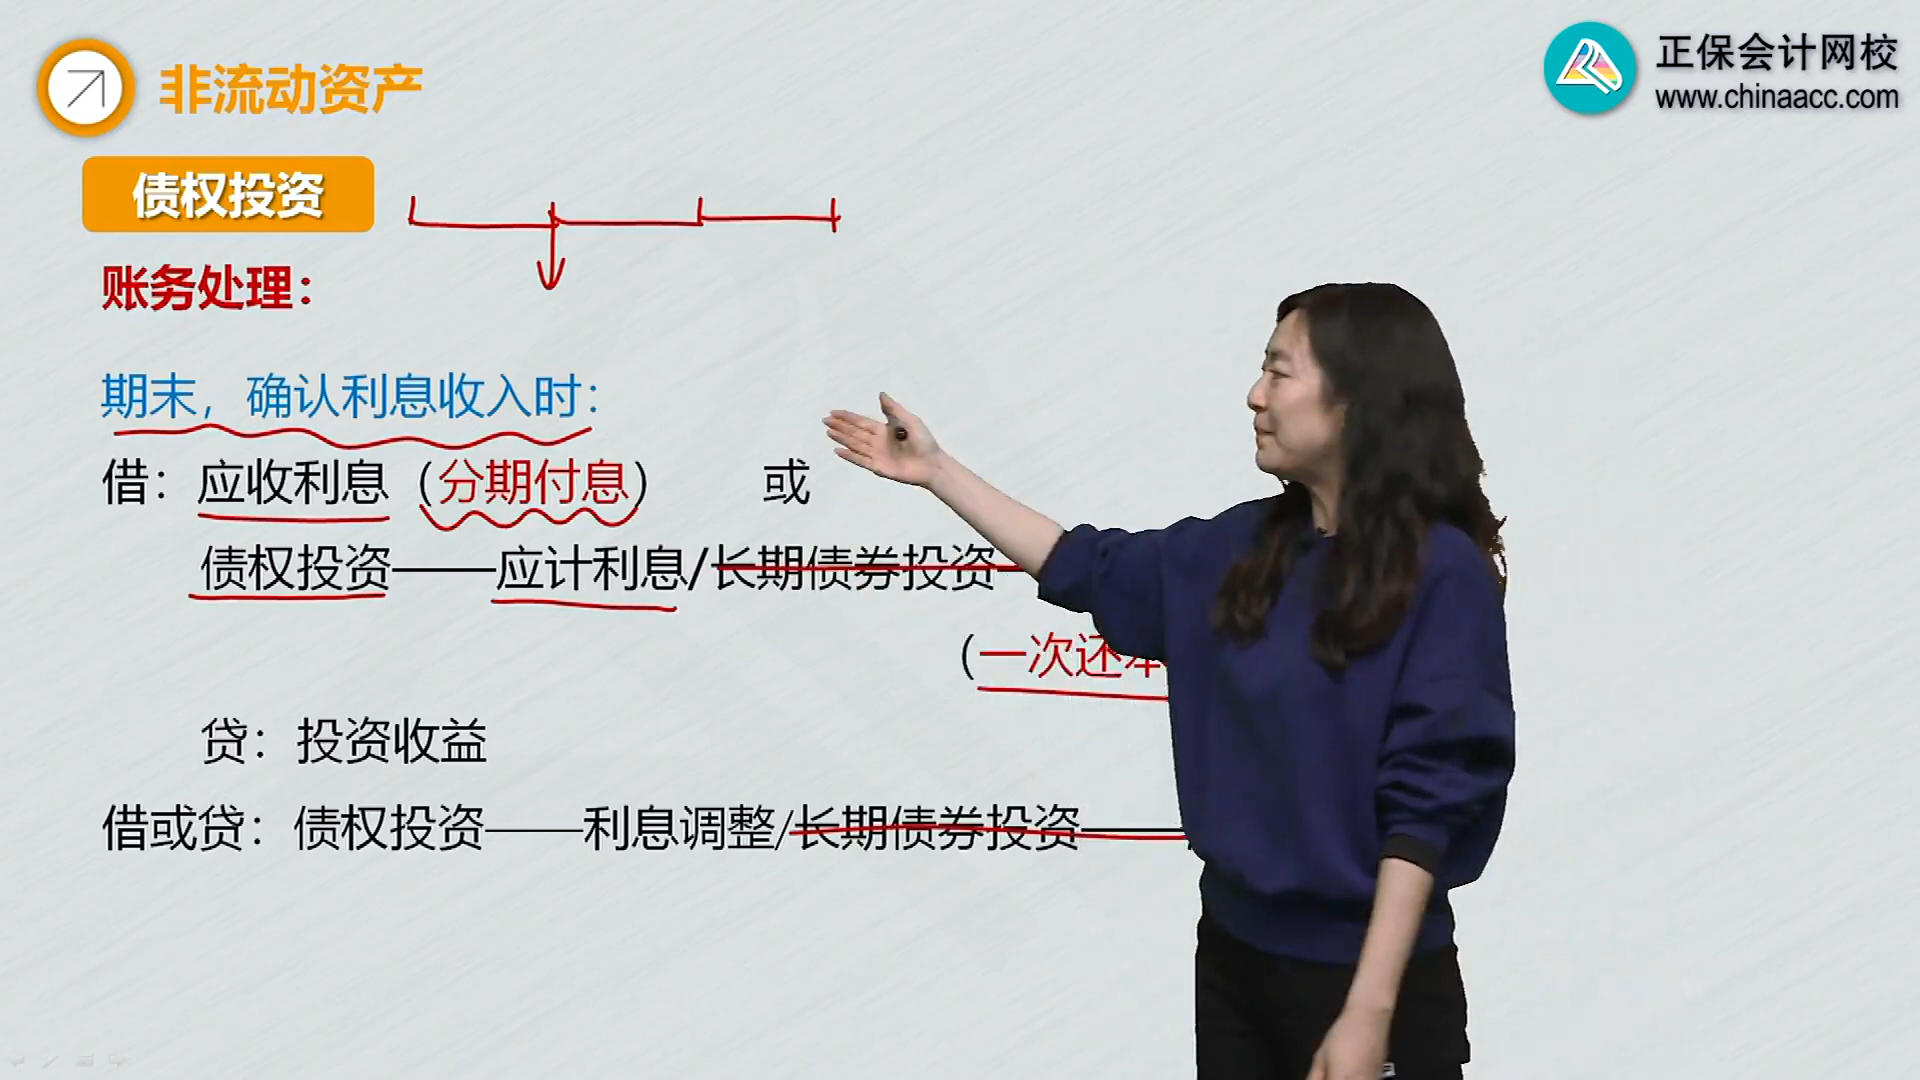 非流动资产
正保会计网校
www.chinaacc.com
债权投资
账务处理：
期末，确认利息收入时：
借：应收利息（分期付息） 或
债权投资——应计利息/长期债券投资—
（一次还本
贷：投资收益
借或贷：债权投资——利息调整/长期债券投资——